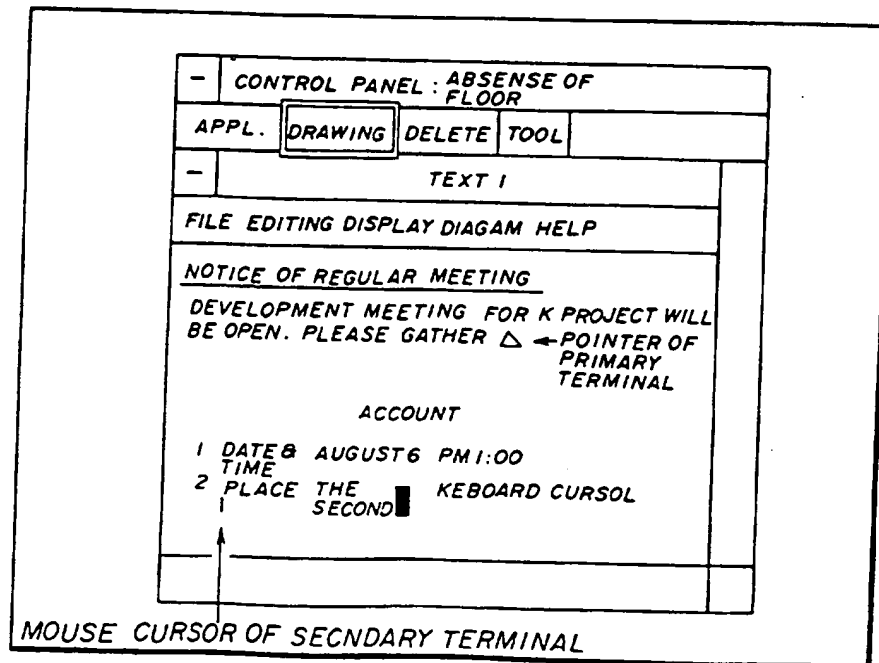 - CONTROL PANEL : ABSENSE OF
FLOOR
APPL. DRAWING DELETE TOOL
- TEXT 1
FILE EDITING DISPLAY DIAGAM HELP
NOTICE OF REGULAR MEETING
DEVELOPMENT MEETING FOR K PROJECT WILL
BE OPEN. PLEASE GATHER △ ← POINTER OF
PRIMARY
TERMINAL
ACCOUNT
1 DATE & AUGUST 6 PM 1:00
TIME
2 PLACE THE KEBOARD CURSOL
SECOND
MOUSE CURSOR OF SECNDARY TERMINAL